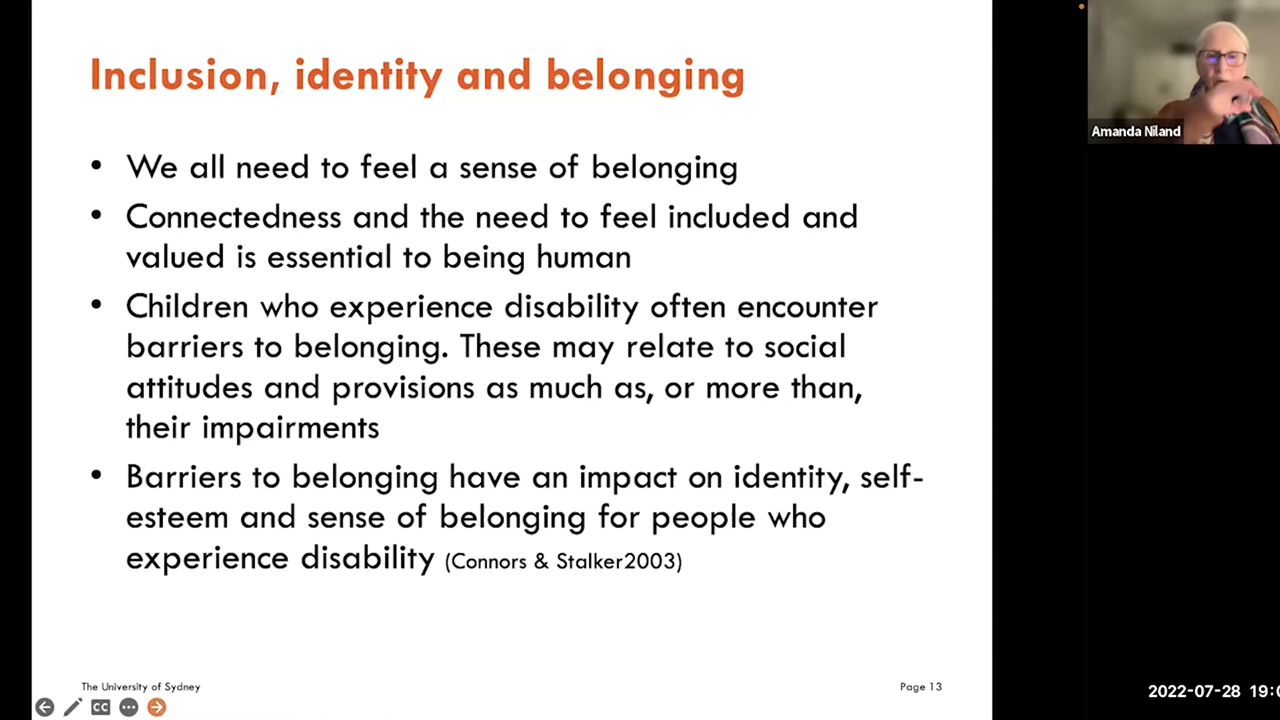 Inclusion, identity and belonging
• We all need to feel a sense of belonging
• Connectedness and the need to feel included and
valued is essential to being human
• Children who experience disability often encounter
barriers to belonging. These may relate to social
attitudes and provisions as much as, or more than,
their impairments
• Barriers to belonging have an impact on identity, self-
esteem and sense of belonging for people who
experience disability (Connors & Stalker2003)
The University of Sydney
Page 13
CC
Amanda Niland
2022-07-28 19:0